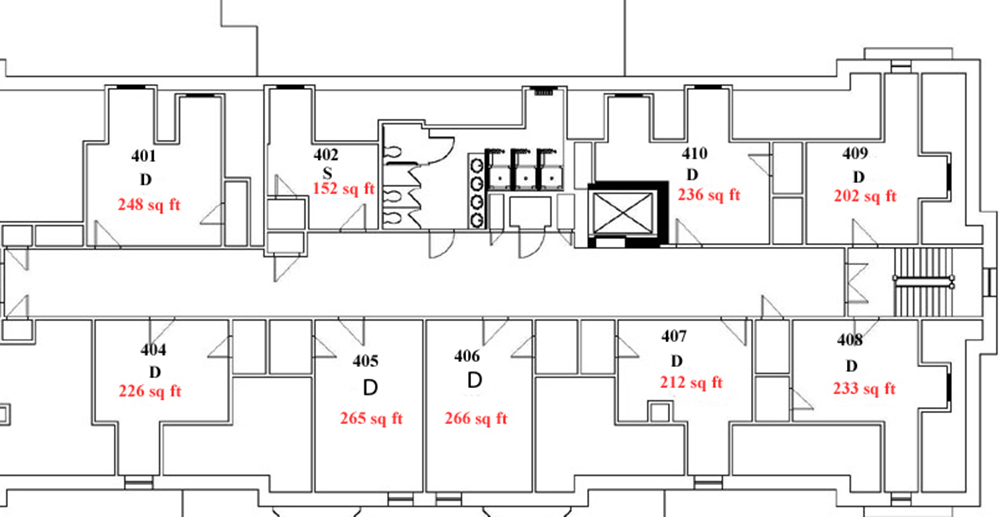 401
D
248 sq ft
402
S
152 sq ft
410
D
236 sq ft
409
D
202 sq ft
404
D
226 sq ft
405
D
265 sq ft
406
D
266 sq ft
407
D
212 sq ft
408
D
233 sq ft